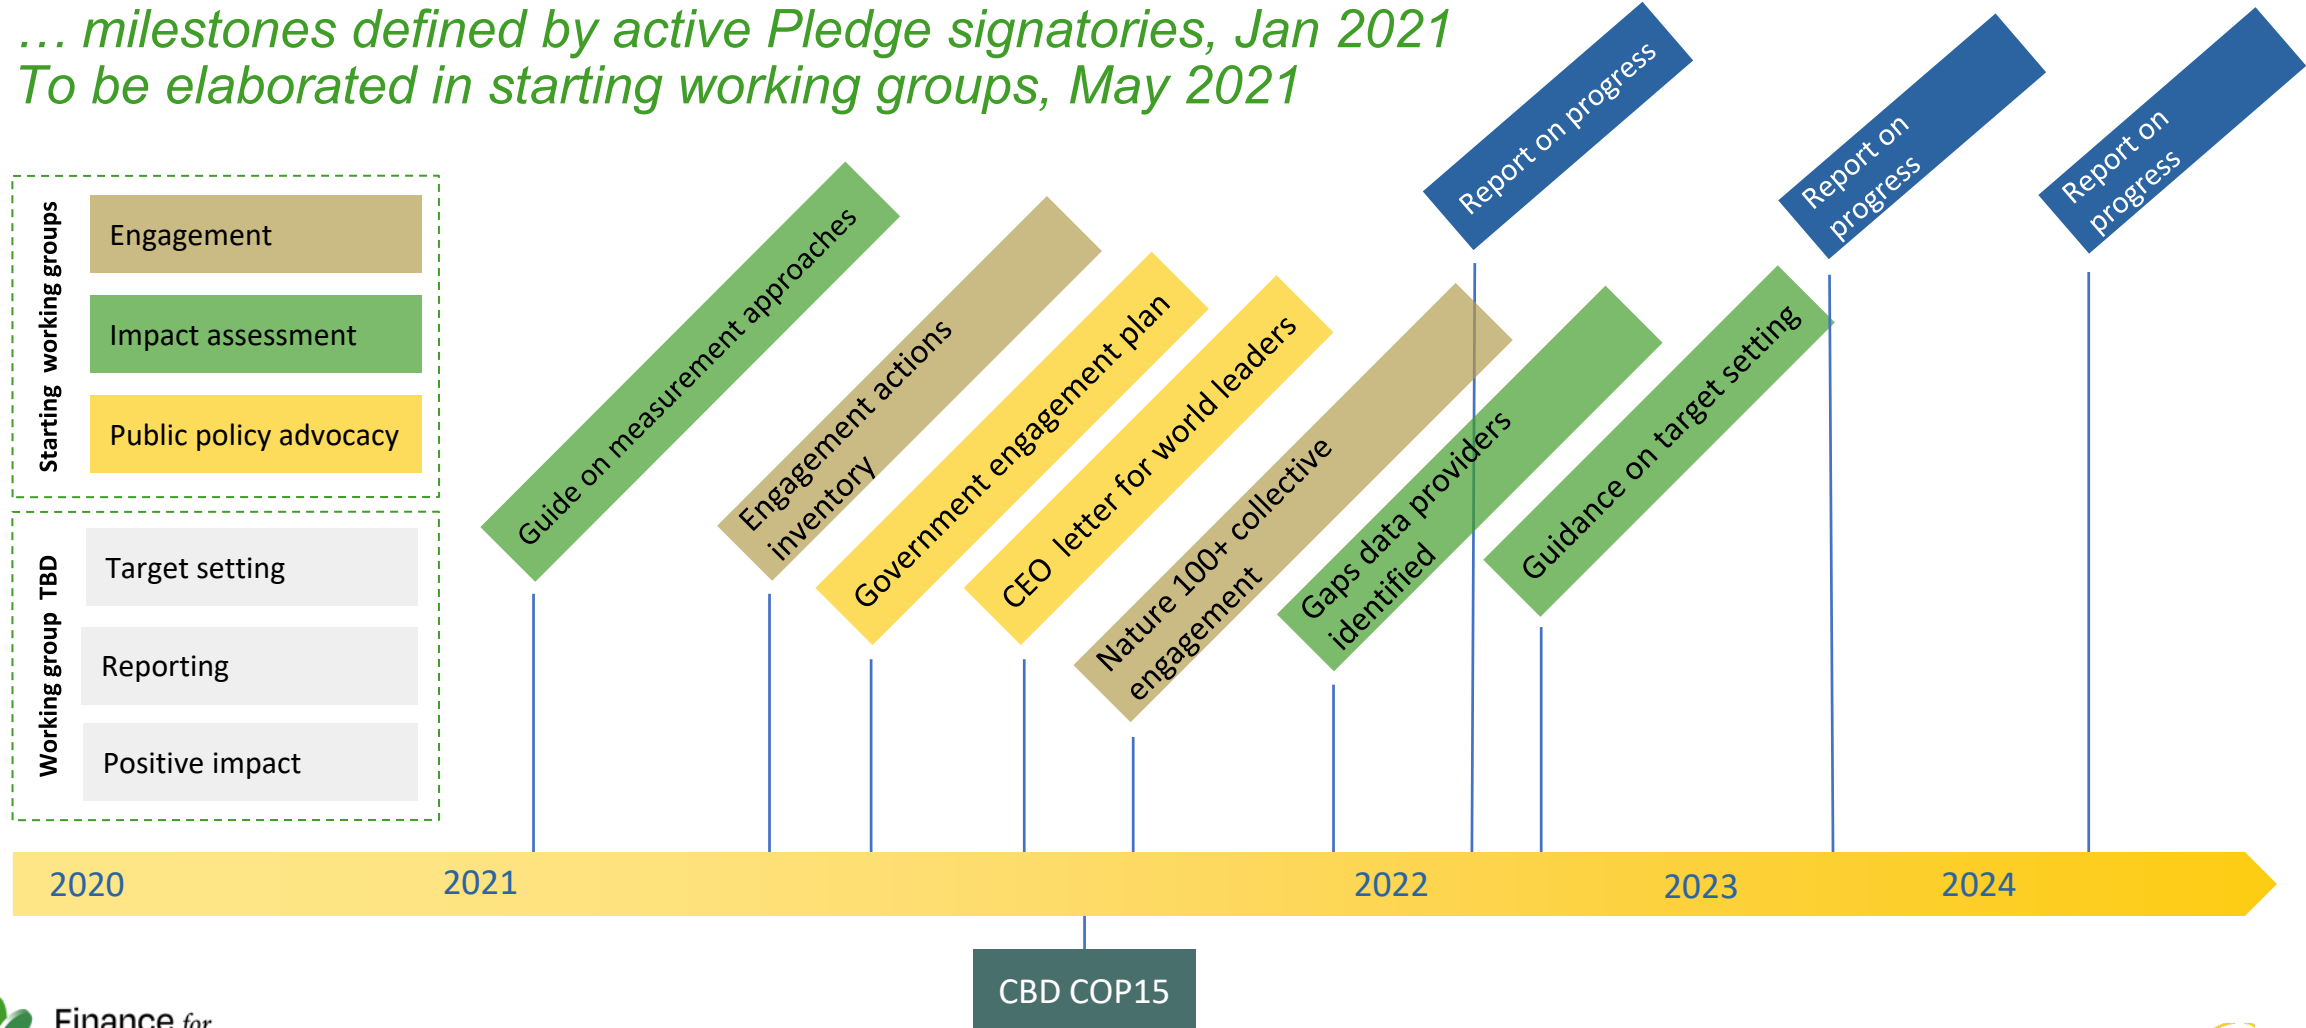 … milestones defined by active Pledge signatories, Jan 2021
To be elaborated in starting working groups, May 2021
Starting working groups
Engagement
Impact assessment
Public policy advocacy
Working group TBD
Target setting
Reporting
Positive impact
Guide on measurement approaches
Engagement actions
inventory
Government engagement plan
CEO letter for world leaders
Nature 100+ collective
engagement
Gaps data providers
identified
Report on progress
Guidance on target setting
Report on
progress
Report on
progress
2020
2021
2022
2023
2024
CBD COP15
Finance for